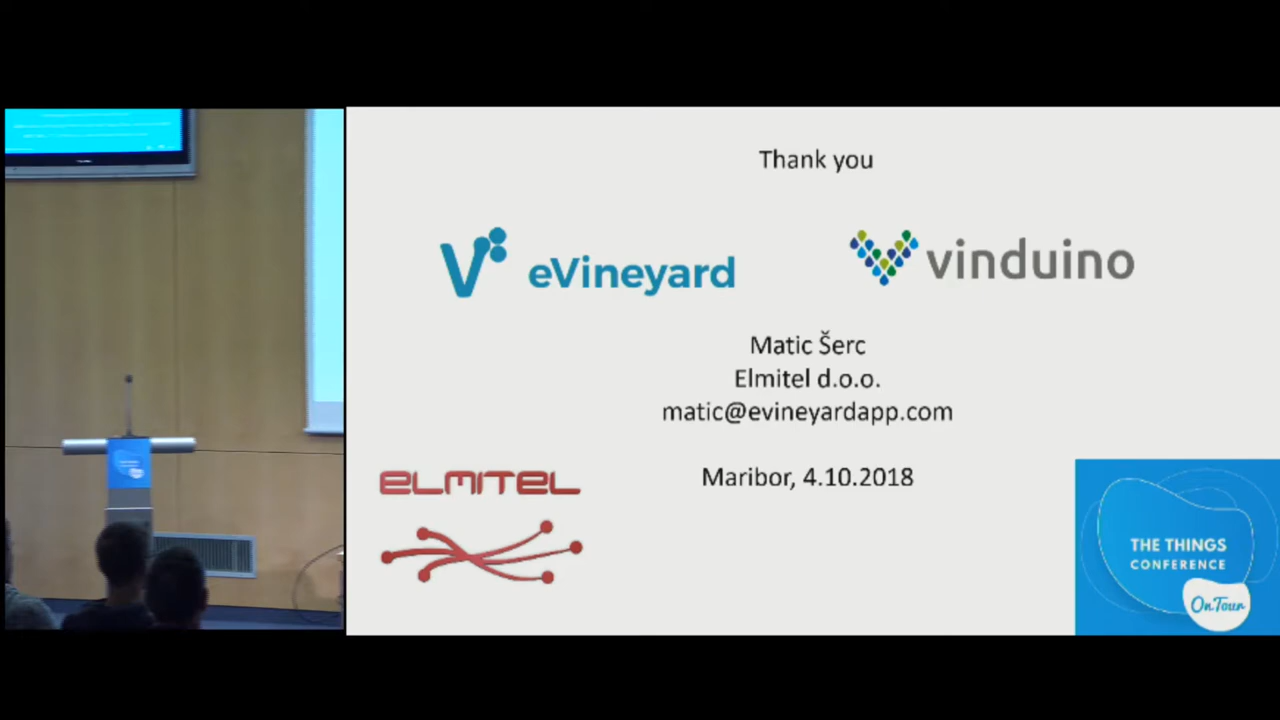 Thank you
eVineyard
vinduino
Matic Šerc
Elmitel d.o.o.
matic@evineyardapp.com
Maribor, 4.10.2018
ELMITEL
THE THINGS
CONFERENCE
On Tour